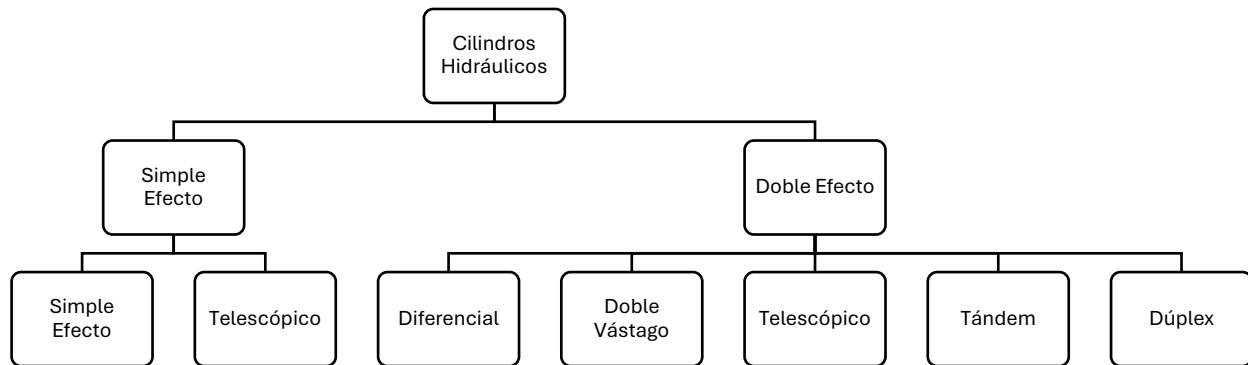 Cilindros
Hidráulicos
Simple
Efecto
Doble Efecto
Simple
Efecto
Telescópico
Diferencial
Doble
Vástago
Telescópico
Tándem
Dúplex